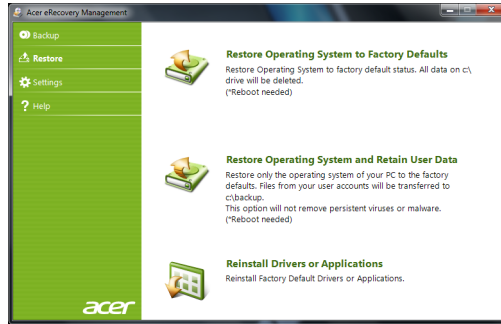 Acer eRecovery Management
Backup
Restore
Settings
Help
Restore Operating System to Factory Defaults
Restore Operating System to factory default status. All data on c:\
drive will be deleted.
(*Reboot needed)
Restore Operating System and Retain User Data
Restore only the operating system of your PC to the factory
defaults. Files from your user accounts will be transferred to
c:\backup.
This option will not remove persistent viruses or malware.
(*Reboot needed)
Reinstall Drivers or Applications
Reinstall Factory Default Drivers or Applications.
acer